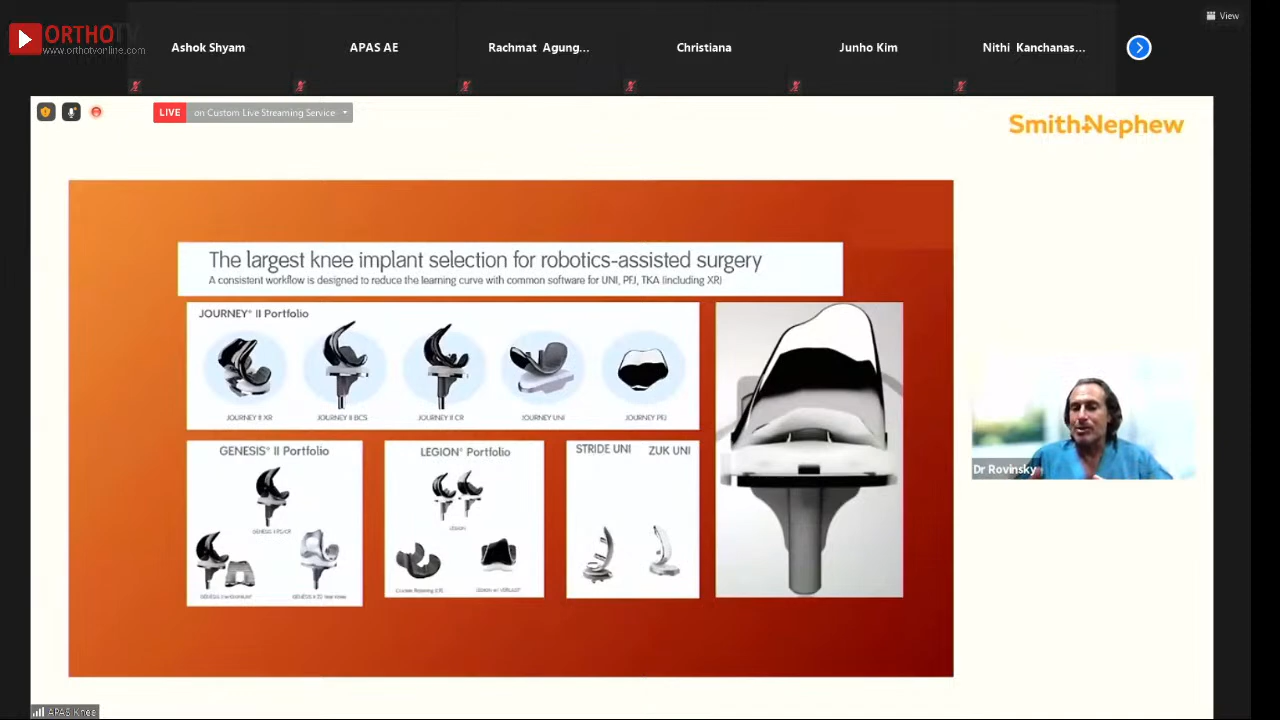 ORTHOTV
www.orthotvonline.com
Ashok Shyam
APAS AE
Rachmat Agung...
Christiana
Junho Kim
Nithi Kanchanas...
View
LIVE
on Custom Live Streaming Service
Smith+Nephew
The largest knee implant selection for robotics-assisted surgery
A consistent workflow is designed to reduce the learning curve with common software for UNI, PFJ, TKA (including XR)
JOURNEY® II Portfolio
JOURNEY II XR
JOURNEY II BCS
JOURNEY II CR
JOURNEY UNI
JOURNEY PFJ
GENESIS® II Portfolio
LEGION® Portfolio
STRIDE UNI
ZUK UNI
LEGION
Dr Rovinsky
APAS Knee